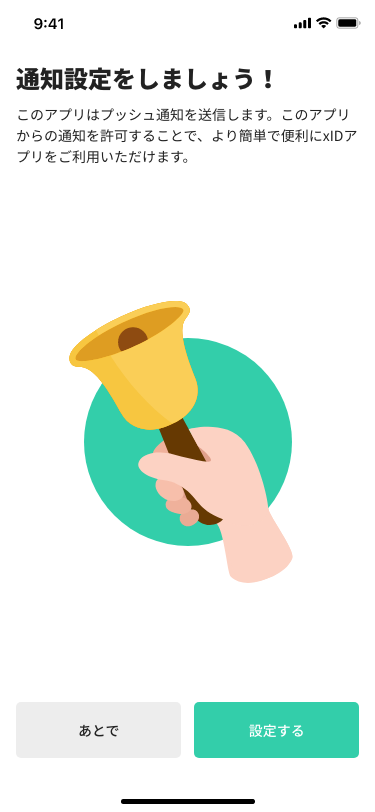 9:41
通知設定をしましょう！
このアプリはプッシュ通知を送信します。このアプリ
からの通知を許可することで、より簡単で便利にxIDア
プリをご利用いただけます。
あとで
設定する